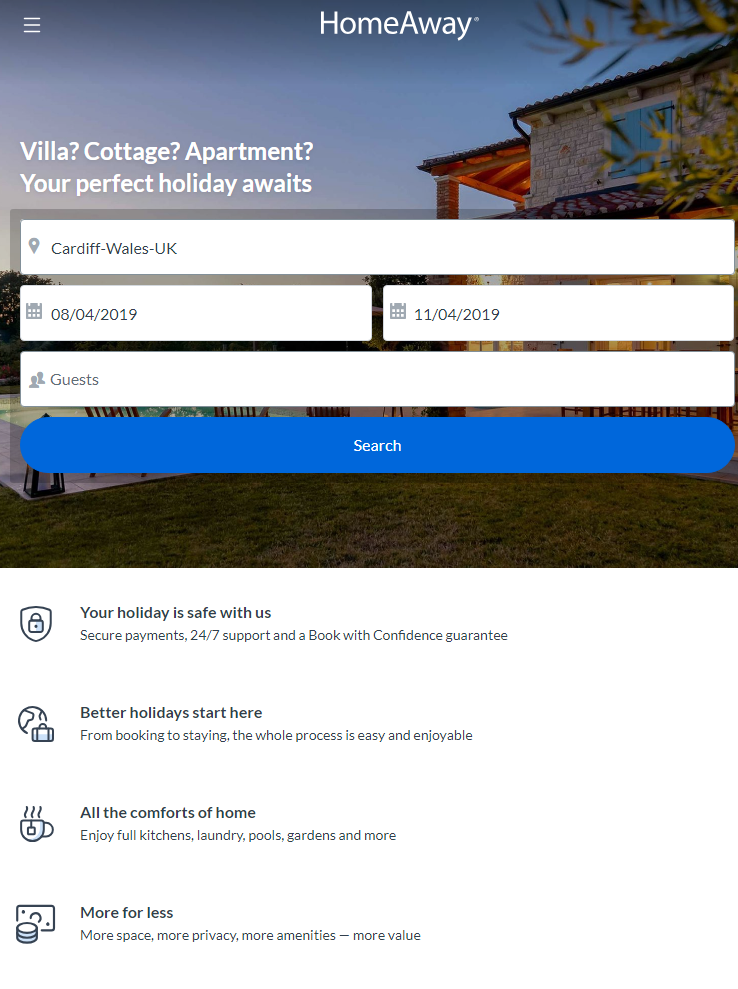 HomeAway®
Villa? Cottage? Apartment?
Your perfect holiday awaits
Cardiff-Wales-UK
08/04/2019
11/04/2019
Guests
Search
Your holiday is safe with us
Secure payments, 24/7 support and a Book with Confidence guarantee
Better holidays start here
From booking to staying, the whole process is easy and enjoyable
All the comforts of home
Enjoy full kitchens, laundry, pools, gardens and more
More for less
More space, more privacy, more amenities — more value